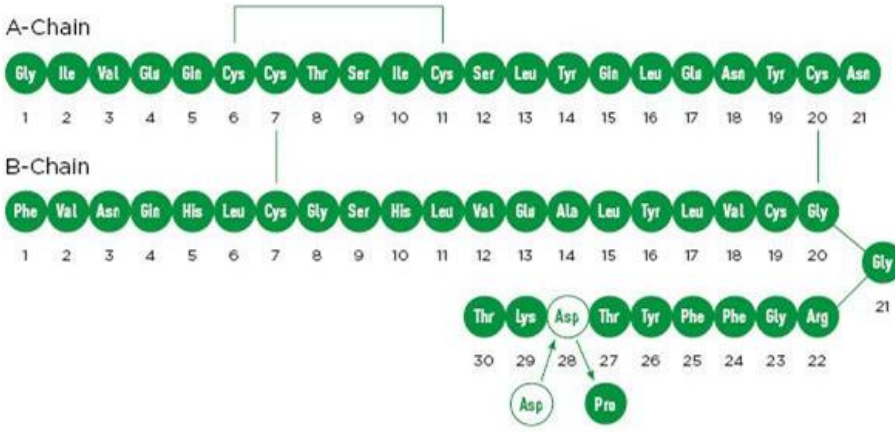 A-Chain
Gly Ile Val Glu Gin Cys Cys Thr Ser Ile Cys Ser Leu Tyr Gin Leu Glu Asn Tyr Cys Asn
1 2 3 4 5 6 7 8 9 10 11 12 13 14 15 16 17 18 19 20 21
B-Chain
Phe Val Asn Gin His Leu Cys Gly Ser His Leu Val Glu Ala Leu Tyr Leu Val Cys Gly
1 2 3 4 5 6 7 8 9 10 11 12 13 14 15 16 17 18 19 20
Gly
21
Thr Lys Asp Thr Tyr Phe Phe Gly Arg
30 29 28 27 26 25 24 23 22
Asp Pro